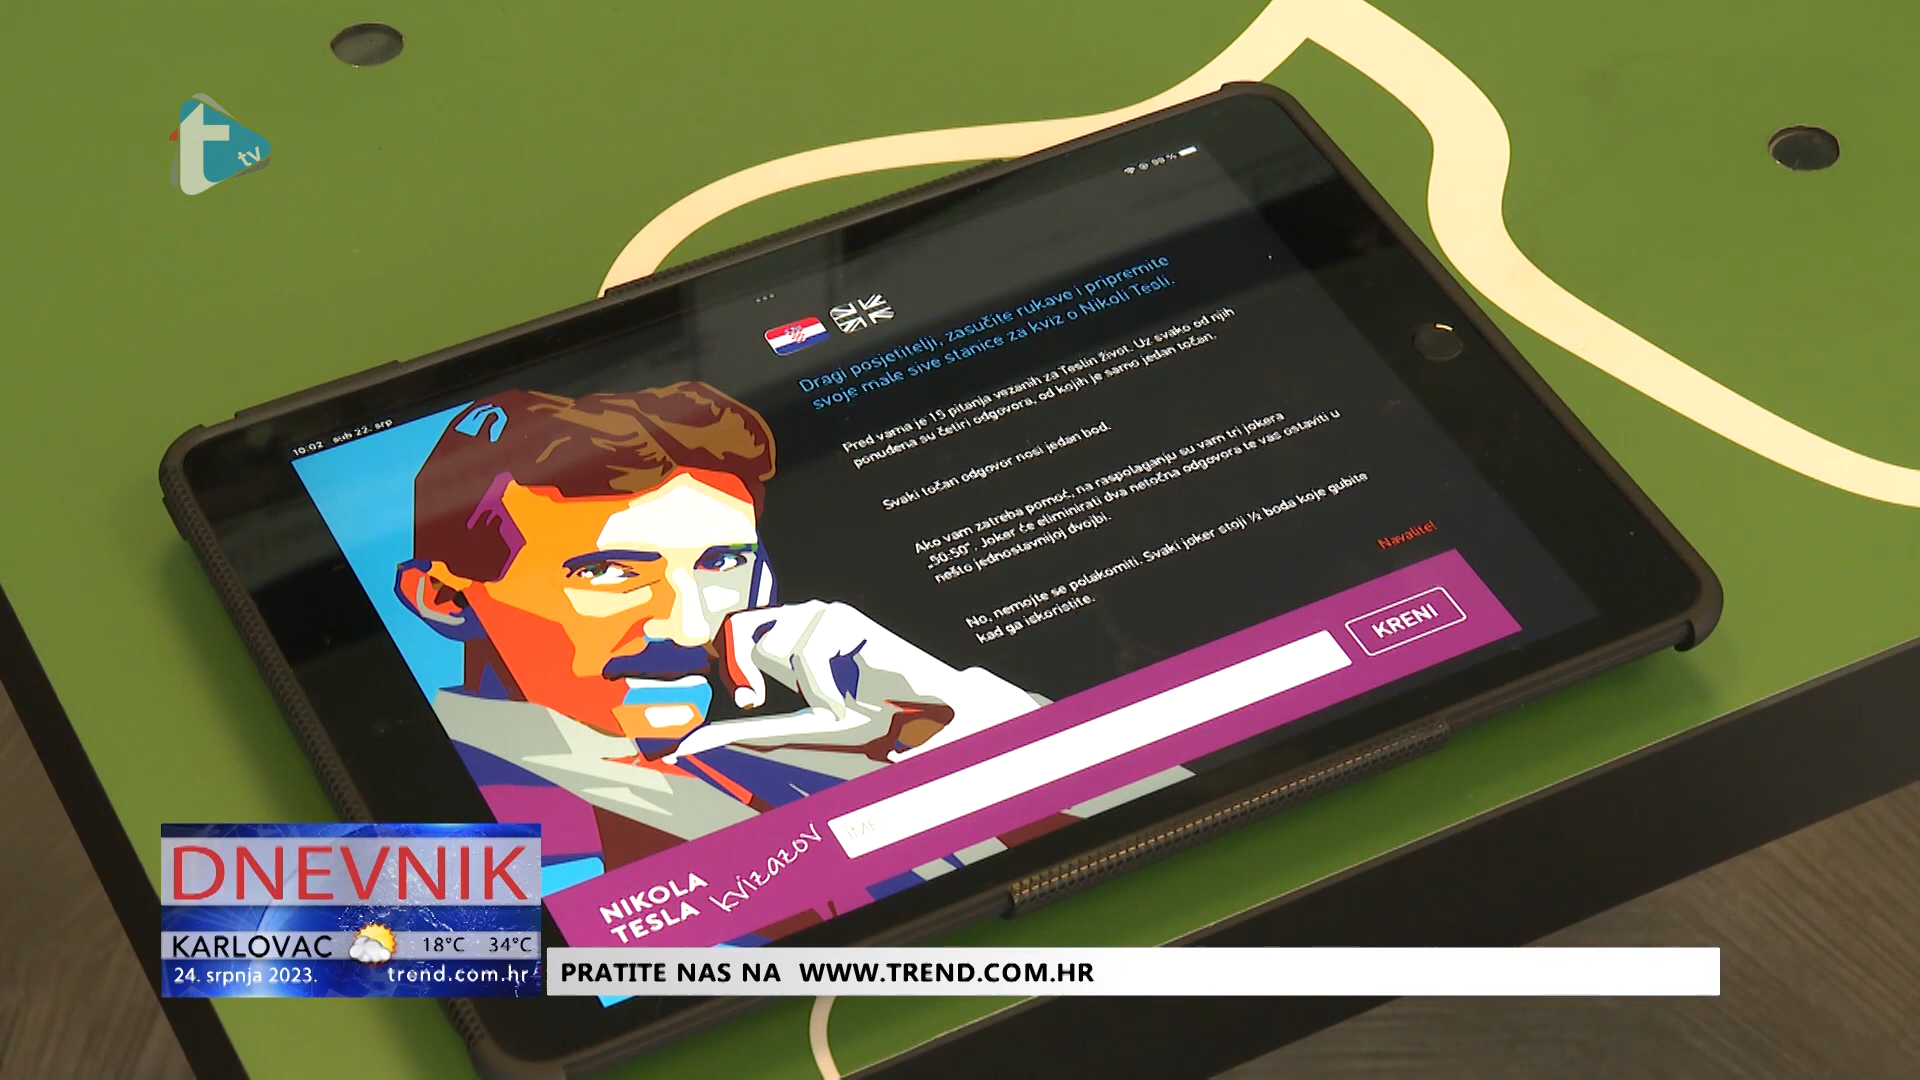 t tv
10:02 sub 22. srp
99 %
Dragi posjetitelji, zasučite rukave i pripremite
svoje male sive stanice za kviz o Nikoli Tesli.
Pred vama je 15 pitanja vezanih za Teslin život. Uz svako od njih
ponuđena su četiri odgovora, od kojih je samo jedan točan.
Svaki točan odgovor nosi jedan bod.
Ako vam zatreba pomoć, na raspolaganju su vam tri jokera
„50:50“. Joker će eliminirati dva netočna odgovora te vas ostaviti u
nešto jednostavnijoj dvojbi.
No, nemojte se polakomiti. Svaki joker stoji ½ boda koje gubite
kad ga iskoristite.
Navalite!
KRENI
IME
NIKOLA
TESLA kvizazov
DNEVNIK
KARLOVAC 18°C 34°C
24. srpnja 2023. trend.com.hr
PRATITE NAS NA WWW.TREND.COM.HR